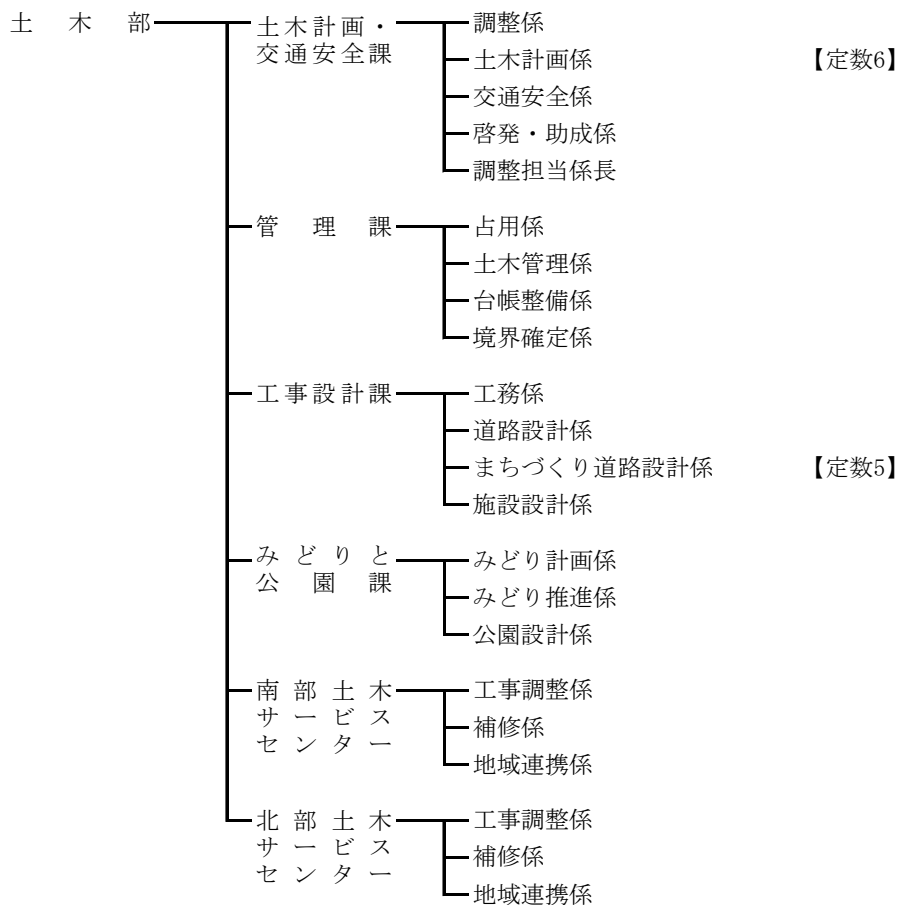 土木部
土木計画・
交通安全課
調整係
土木計画係 【定数6】
交通安全係
啓発・助成係
調整担当係長
管理課
占用係
土木管理係
台帳整備係
境界確定係
工事設計課
工務係
道路設計係
まちづくり道路設計係 【定数5】
施設設計係
みどりと
公園課
みどり計画係
みどり推進係
公園設計係
南部土木
サービス
センター
工事調整係
補修係
地域連携係
北部土木
サービス
センター
工事調整係
補修係
地域連携係